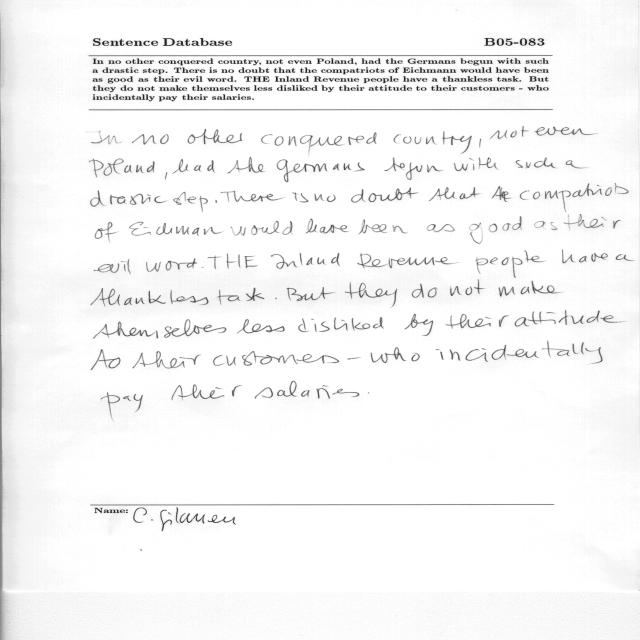 Sentence Database B05-083
In no other conquered country, not even Poland, had the Germans begun with such
a drastic step. There is no doubt that the compatriots of Eichmann would have been
as good as their evil word. THE Inland Revenue people have a thankless task. But
they do not make themselves less disliked by their attitude to their customers - who
incidentally pay their salaries.
In no other conquered country, not even
Poland, had the Germans begun with such a
drastic step. There is no doubt that the compatriots
of Eichman would have been as good as their
evil word. THE Inland Revenue people have a
thankless task. But they do not make
themselves less disliked by their attitude
to their customers - who incidentally
pay their salaries.
Name: C.